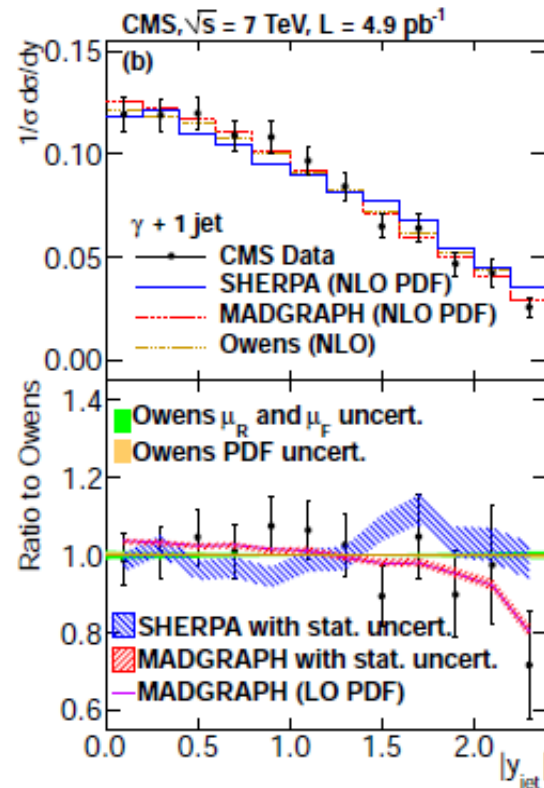 CMS, √s = 7 TeV, L = 4.9 pb⁻¹
(b)
1/σ dσ/dy
0.15
0.10
0.05
0.00
γ + 1 jet
CMS Data
SHERPA (NLO PDF)
MADGRAPH (NLO PDF)
Owens (NLO)
Ratio to Owens
1.4
1.2
1.0
0.8
0.6
Owens μ_R and μ_F uncert.
Owens PDF uncert.
SHERPA with stat. uncert.
MADGRAPH with stat. uncert.
MADGRAPH (LO PDF)
0.0 0.5 1.0 1.5 2.0
|y_jet|